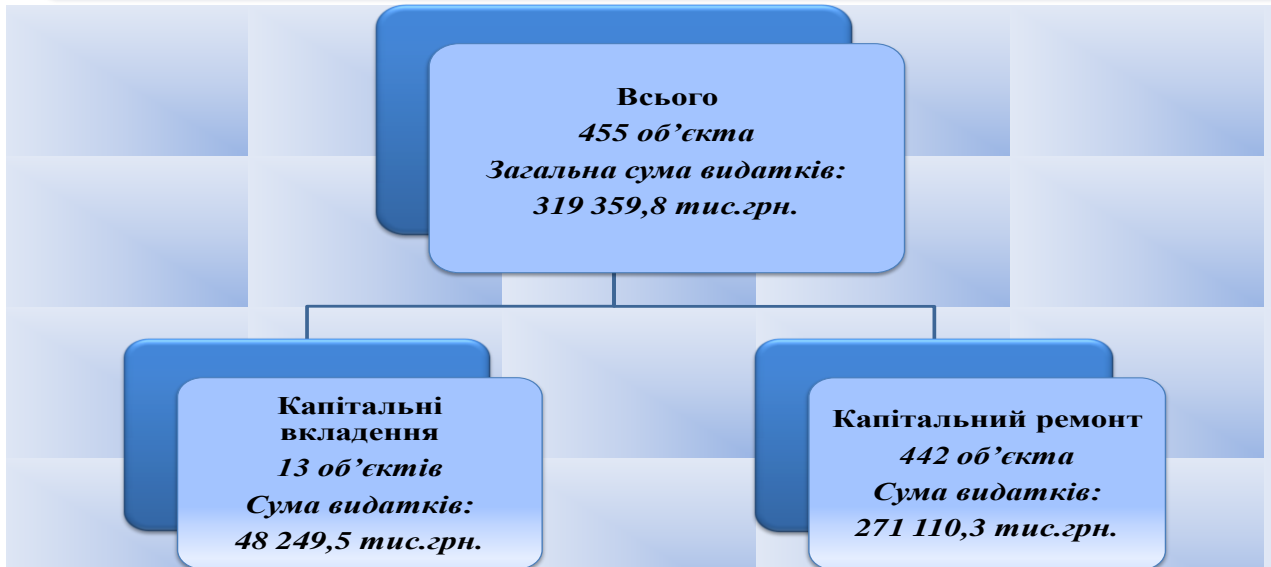 Всього
455 об’єкта
Загальна сума видатків:
319 359,8 тис.грн.
Капітальні
вкладення
13 об’єктів
Сума видатків:
48 249,5 тис.грн.
Капітальний ремонт
442 об’єкта
Сума видатків:
271 110,3 тис.грн.